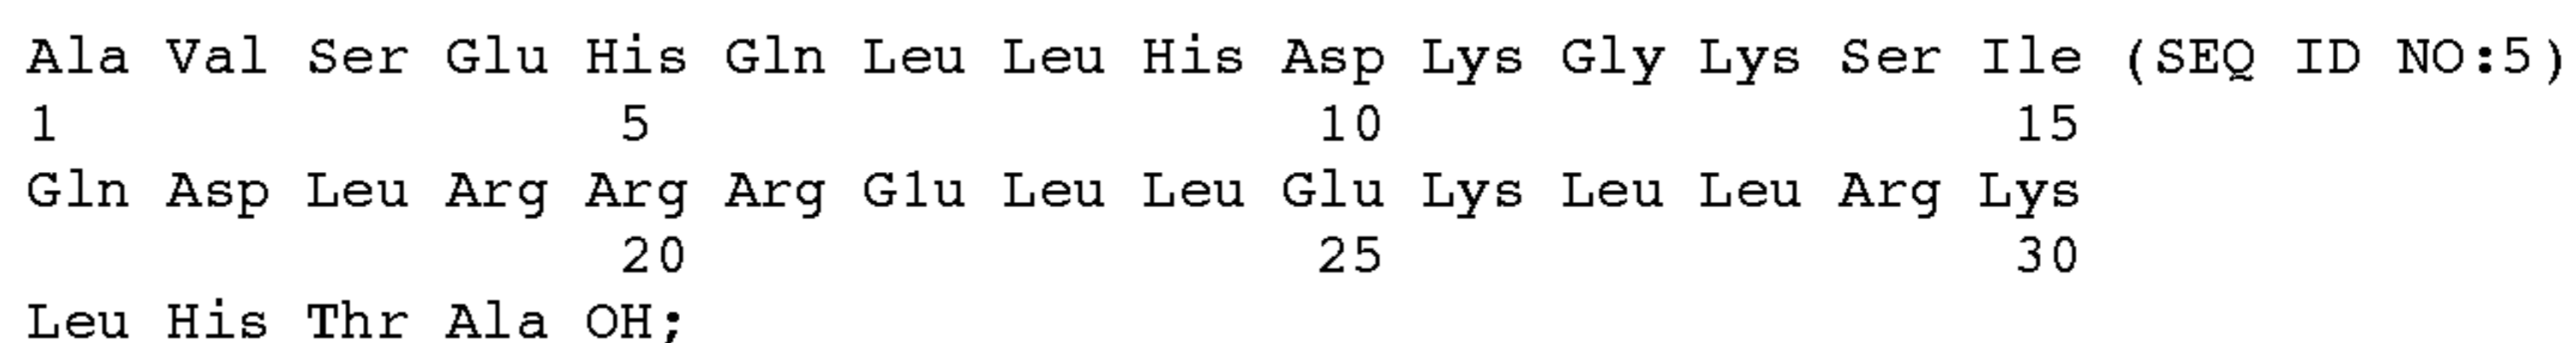 Ala Val Ser Glu His Gln Leu Leu His Asp Lys Gly Lys Ser Ile (SEQ ID NO:5)
1 5 10 15
Gln Asp Leu Arg Arg Arg Glu Leu Leu Glu Lys Leu Leu Arg Lys
20 25 30
Leu His Thr Ala OH;